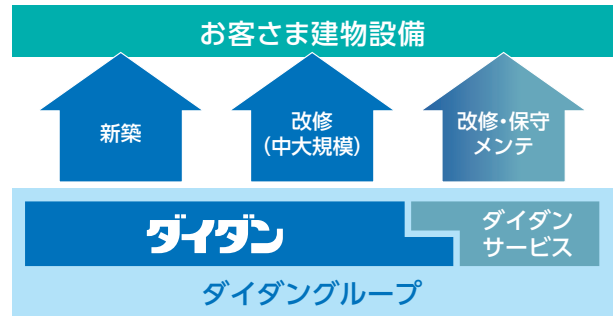 お客さま建物設備
新築
改修
（中大規模）
改修・保守
メンテ
ダイダン
ダイダン
サービス
ダイダングループ